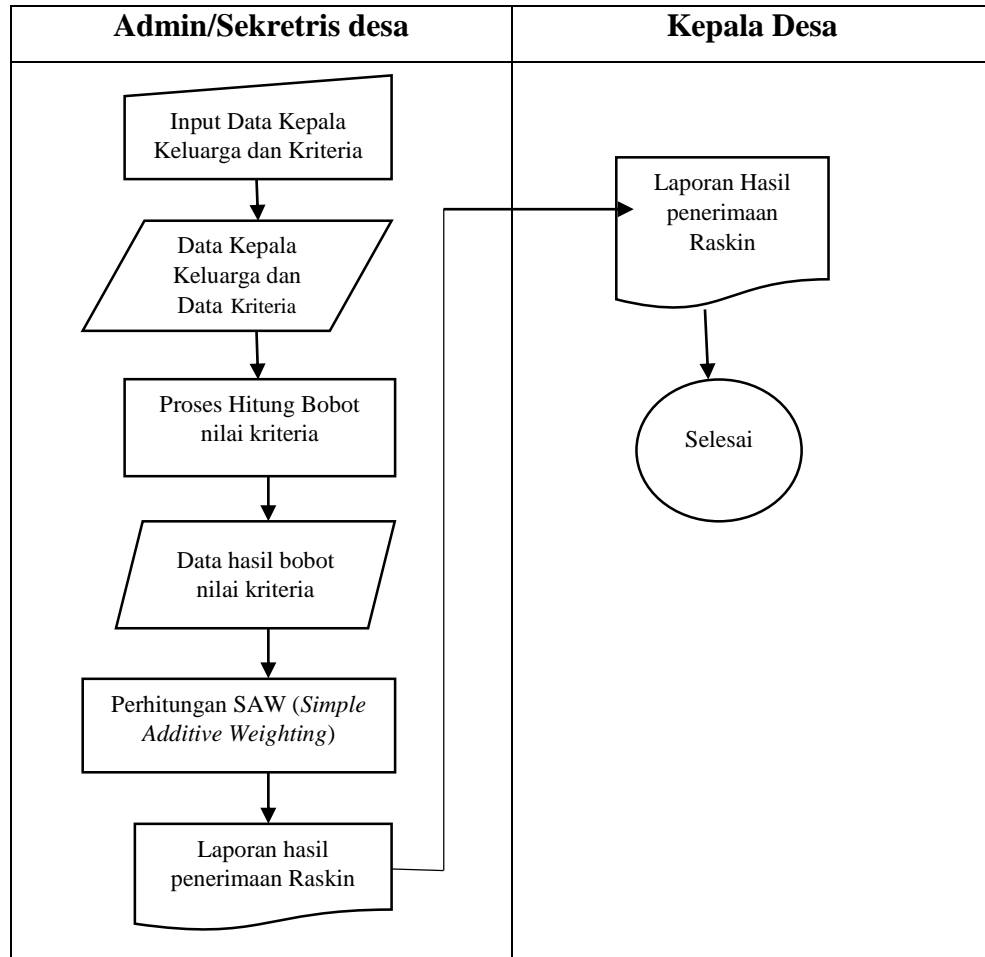 Admin/Sekretris desa
Kepala Desa
Input Data Kepala
Keluarga dan Kriteria
Data Kepala
Keluarga dan
Data Kriteria
Proses Hitung Bobot
nilai kriteria
Data hasil bobot
nilai kriteria
Perhitungan SAW (Simple
Additive Weighting)
Laporan hasil
penerimaan Raskin
Laporan Hasil
penerimaan
Raskin
Selesai